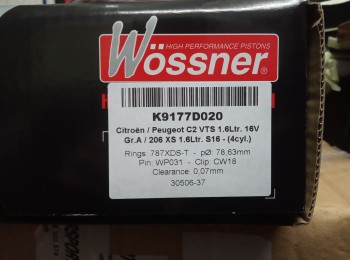 Wössner
HIGH PERFORMANCE PISTONS
K9177D020
Citroën / Peugeot C2 VTS 1.6Ltr. 16V
Gr.A / 206 XS 1.6Ltr. S16 - (4cyl.)
Rings: 787XDS-T - pØ: 78,63mm
Pin: WP031 - Clip: CW18
Clearance: 0,07mm
30506-37